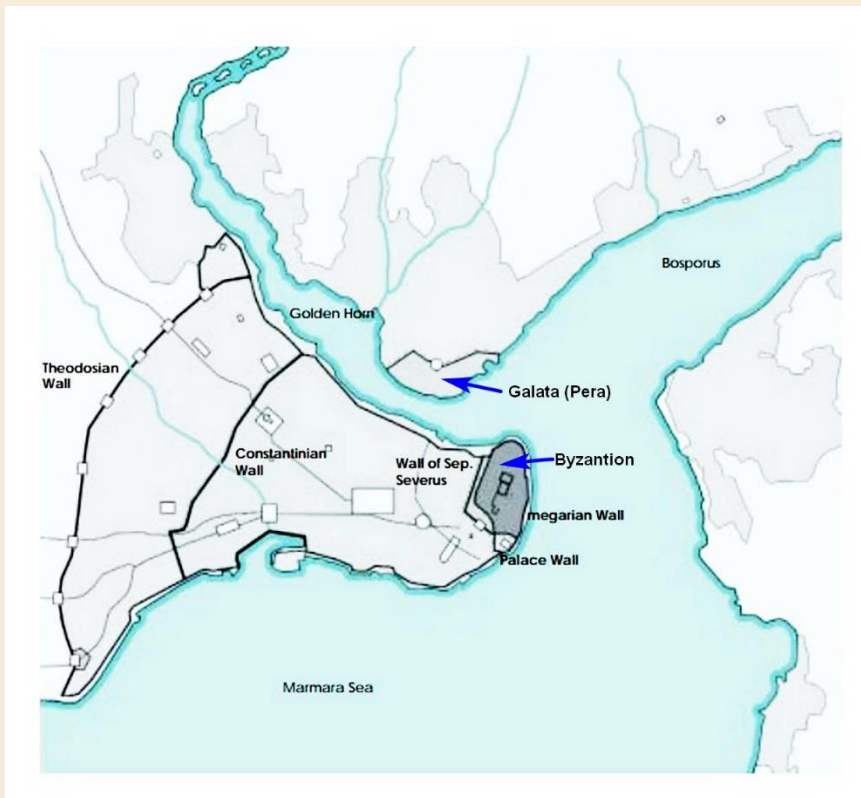 Bosporus
Golden Horn
Theodosian
Wall
Galata (Pera)
Constantinian
Wall
Wall of Sep.
Severus
Byzantion
megarian Wall
Palace Wall
Marmara Sea